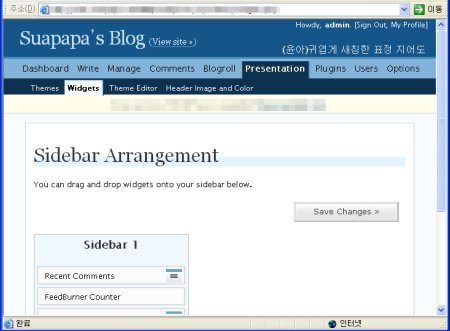 주소(D)
이동
Howdy, admin. [Sign Out, My Profile]
Suapapa's Blog (View site »)
(윤아)귀엽게 새침한 표정 지어도
Dashboard Write Manage Comments Blogroll Presentation Plugins Users Options
Themes Widgets Theme Editor Header Image and Color
Sidebar Arrangement
You can drag and drop widgets onto your sidebar below.
Save Changes »
Sidebar 1
Recent Comments
FeedBurner Counter
완료
인터넷